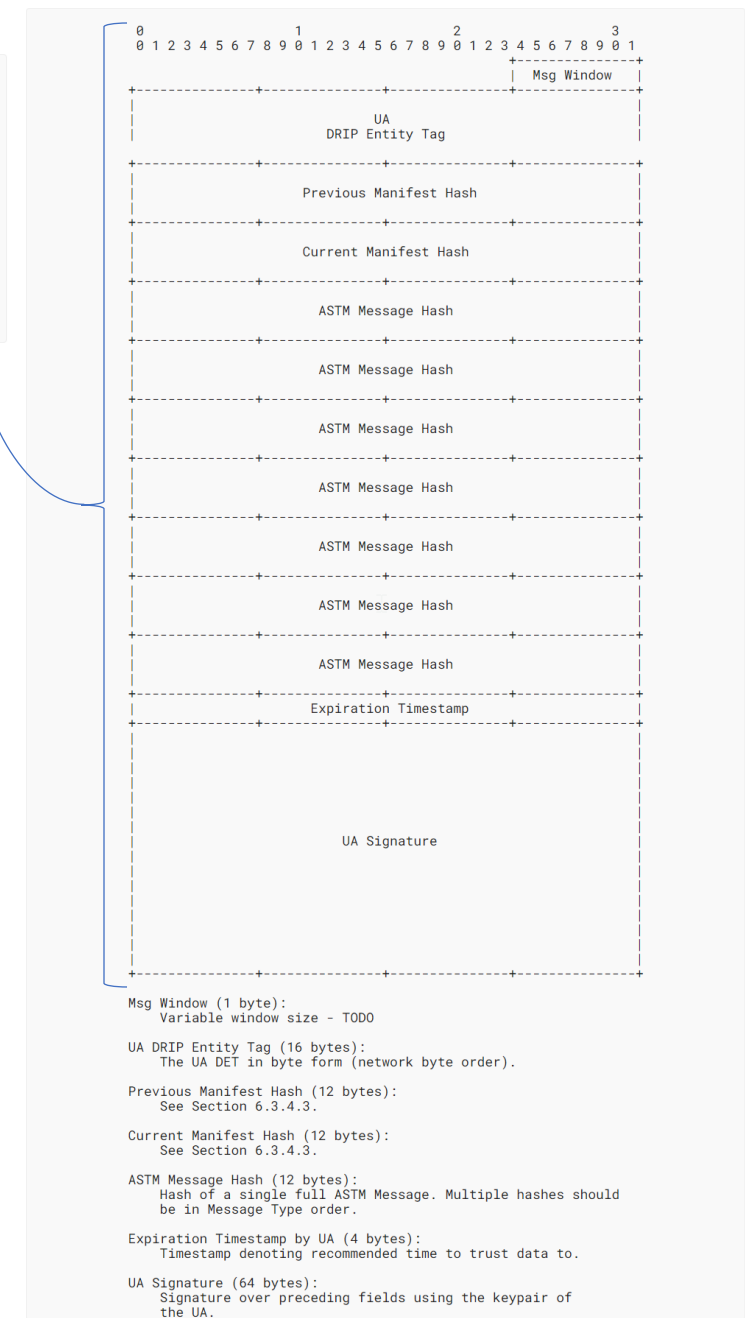 0                   1                   2                   3
0 1 2 3 4 5 6 7 8 9 0 1 2 3 4 5 6 7 8 9 0 1 2 3 4 5 6 7 8 9 0 1
Msg Window
UA
DRIP Entity Tag
Previous Manifest Hash
Current Manifest Hash
ASTM Message Hash
ASTM Message Hash
ASTM Message Hash
ASTM Message Hash
ASTM Message Hash
ASTM Message Hash
ASTM Message Hash
Expiration Timestamp
UA Signature
Msg Window (1 byte):
Variable window size - TODO
UA DRIP Entity Tag (16 bytes):
The UA DET in byte form (network byte order).
Previous Manifest Hash (12 bytes):
See Section 6.3.4.3.
Current Manifest Hash (12 bytes):
See Section 6.3.4.3.
ASTM Message Hash (12 bytes):
Hash of a single full ASTM Message. Multiple hashes should
be in Message Type order.
Expiration Timestamp by UA (4 bytes):
Timestamp denoting recommended time to trust data to.
UA Signature (64 bytes):
Signature over preceding fields using the keypair of
the UA.